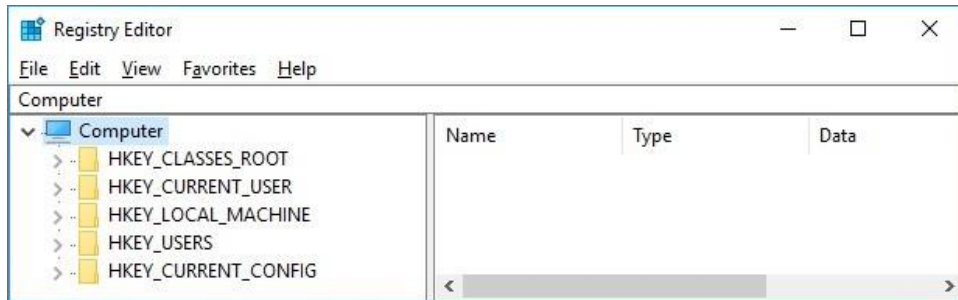 Registry Editor
File Edit View Favorites Help
Computer
Computer
HKEY_CLASSES_ROOT
HKEY_CURRENT_USER
HKEY_LOCAL_MACHINE
HKEY_USERS
HKEY_CURRENT_CONFIG
Name Type Data